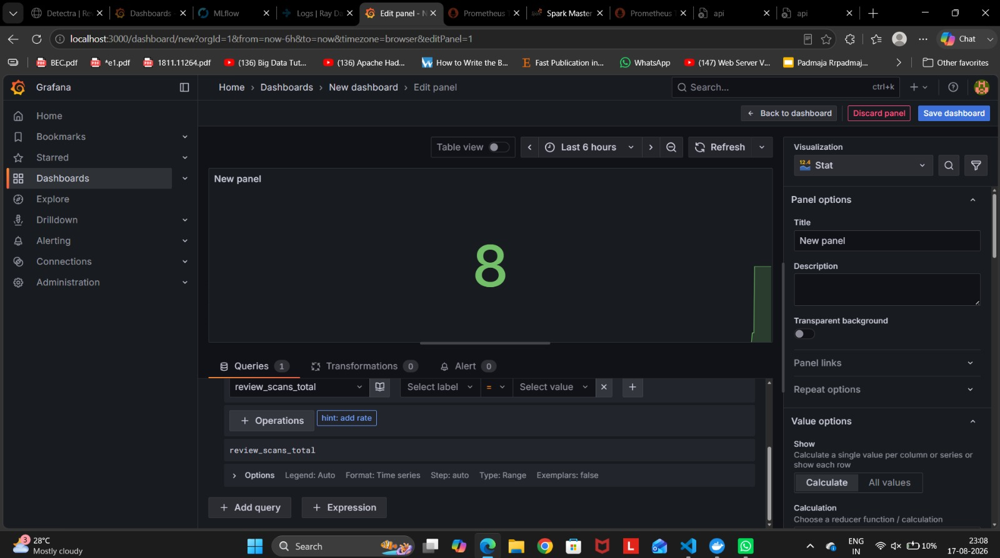 Detectra | Re
Dashboards
MLflow
Logs | Ray Da
Edit panel - N
Prometheus
Spark Master
Prometheus
api
api
localhost:3000/dashboard/new?orgId=1&from=now-6h&to=now&timezone=browser&editPanel=1
Chat
BEC.pdf
*e1.pdf
1811.11264.pdf
(136) Big Data Tut...
(136) Apache Had...
How to Write the B...
Fast Publication in...
WhatsApp
(147) Web Server V...
Padmaja Rrpadmaj...
Other favorites
Grafana
Home › Dashboards › New dashboard › Edit panel
Search...
ctrl+k
Home
Bookmarks
Starred
Dashboards
Explore
Drilldown
Alerting
Connections
Administration
Back to dashboard
Discard panel
Save dashboard
Table view
Last 6 hours
Refresh
New panel
8
Queries 1
Transformations 0
Alert 0
review_scans_total
Select label
=
Select value
+ Operations
hint: add rate
review_scans_total
Options Legend: Auto Format: Time series Step: auto Type: Range Exemplars: false
+ Add query
+ Expression
Visualization
12.4
Stat
Panel options
Title
New panel
Description
Transparent background
Panel links
Repeat options
Value options
Show
Calculate a single value per column or series or
show each row
Calculate
All values
Calculation
Choose a reducer function / calculation
3
28°C
Mostly cloudy
Search
ENG
IN
10%
23:08
17-08-2026